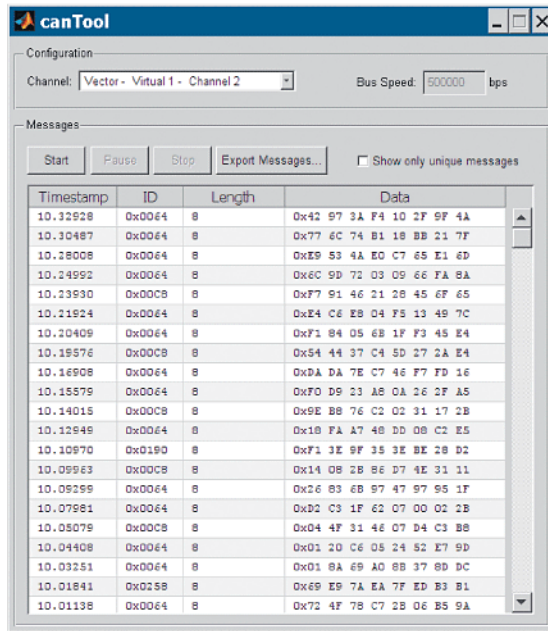 canTool
Configuration
Channel: Vector - Virtual 1 - Channel 2 Bus Speed: 500000 bps
Messages
Start Pause Stop Export Messages... Show only unique messages
Timestamp ID Length Data
10.32928 0x0064 8 0x42 97 3A F4 10 2F 9F 4A
10.30487 0x0064 8 0x77 6C 74 B1 18 BB 21 7F
10.28008 0x0064 8 0xE9 53 4A E0 C7 65 E1 6D
10.24992 0x0064 8 0x6C 9D 72 03 09 66 FA 8A
10.23930 0x00C8 8 0xF7 91 46 21 28 45 6F 65
10.21924 0x0064 8 0xE4 C6 E8 04 F5 13 49 7C
10.20409 0x0064 8 0xF1 84 05 6B 1F F3 45 E4
10.19576 0x00C8 8 0x54 44 37 C4 5D 27 2A E4
10.16908 0x0064 8 0xDA DA 7E C7 46 F7 FD 16
10.15579 0x0064 8 0xF0 D9 23 A8 0A 26 2F A5
10.14015 0x00C8 8 0x9E B8 76 C2 02 31 17 2B
10.12949 0x0064 8 0x18 FA A7 48 DD 08 C2 E5
10.10970 0x0190 8 0xF1 3E 9F 35 3E BE 28 D2
10.09963 0x00C8 8 0x14 08 2B 86 D7 4E 31 11
10.09299 0x0064 8 0x26 83 6B 97 47 97 95 1F
10.07981 0x0064 8 0xD2 C3 1F 62 07 00 02 2B
10.05079 0x00C8 8 0x04 4F 31 46 07 D4 C3 B8
10.04408 0x0064 8 0x01 20 C6 05 24 52 E7 9D
10.03251 0x0064 8 0x01 8A 69 A0 8B 37 8D DC
10.01841 0x0258 8 0x69 E9 7A EA 7F ED B3 B1
10.01138 0x0064 8 0x72 4F 78 C7 2B 06 B5 9A